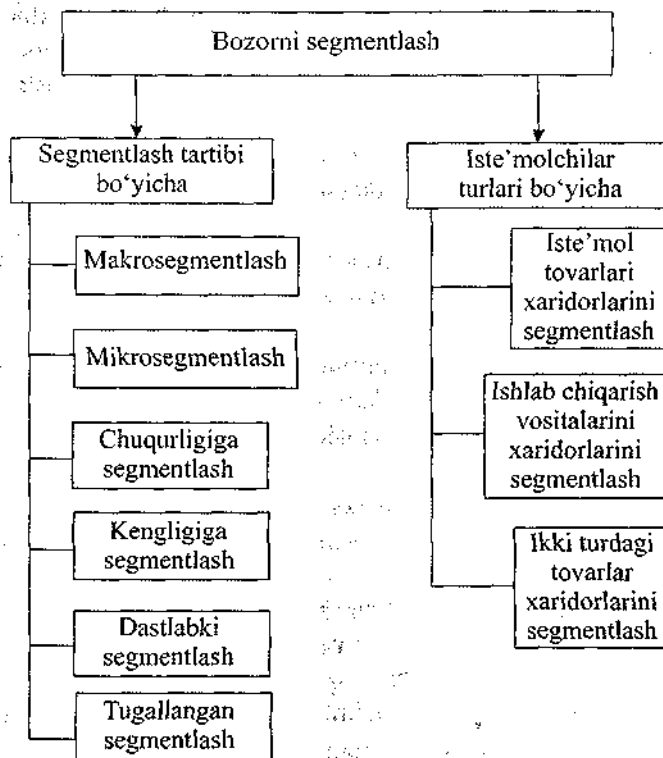 Bozorni segmentlash
Segmentlash tartibi
bo‘yicha
Makrosegmentlash
Mikrosegmentlash
Chuqurligiga
segmentlash
Kengligiga
segmentlash
Dastlabki
segmentlash
Tugallangan
segmentlash
Iste’molchilar
turlari bo‘yicha
Iste’mol
tovarlari
xaridorlarini
segmentlash
Ishlab chiqarish
vositalarini
xaridorlarini
segmentlash
Ikki turdagi
tovarlar
xaridorlarini
segmentlash